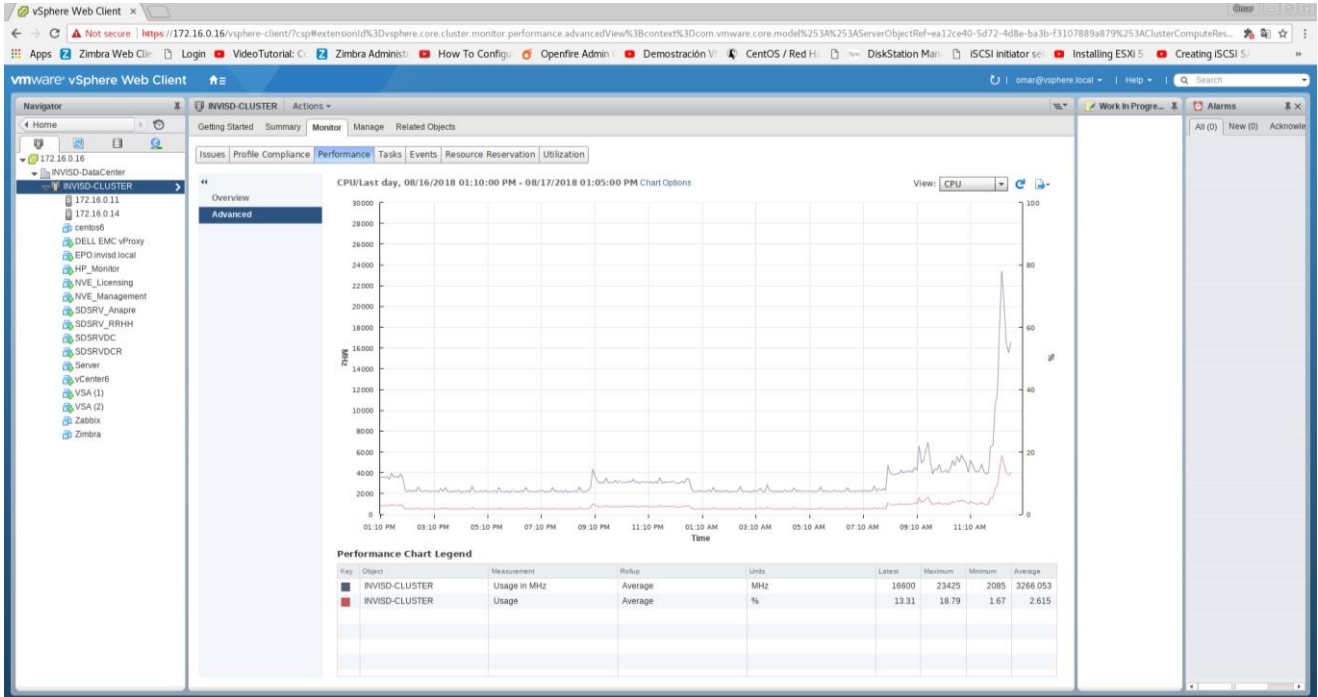 vSphere Web Client
Omar
Not secure | https://172.16.0.16/vsphere-client/?csp#extensionId%3Dvsphere.core.cluster.monitor.performance.advancedView%3Bcontext%3Dcom.vmware.core.model%253A%253AServerObjectRef~ea12ce40-5d72-4d8e-ba3b-f3107889a879%253AClusterComputeRes...
Apps Zimbra Web Clie Login VideoTutorial: Co Zimbra Administr How To Configu Openfire Admin Demostración VM CentOS / Red Ha DiskStation Man iSCSI initiator set Installing ESXi 5 Creating iSCSI SA »
vmware vSphere Web Client
omar@vsphere.local | Help | Search
Navigator
Home
172.16.0.16
INVISD-DataCenter
INVISD-CLUSTER
172.16.0.11
172.16.0.14
centos6
DELL EMC vProxy
EPO.invisd.local
HP_Monitor
NVE_Licensing
NVE_Management
SDSRV_Anapre
SDSRV_RRHH
SDSRVDC
SDSRVDCR
Server
vCenter6
VSA (1)
VSA (2)
Zabbix
Zimbra
INVISD-CLUSTER Actions
Getting Started Summary Monitor Manage Related Objects
Issues Profile Compliance Performance Tasks Events Resource Reservation Utilization
Overview
Advanced
CPU/Last day, 08/16/2018 01:10:00 PM - 08/17/2018 01:05:00 PM Chart Options
View: CPU
30000
28000
26000
24000
22000
20000
18000
16000
14000
12000
10000
8000
6000
4000
2000
0
MHz
100
80
60
40
20
0
%
01:10 PM 03:10 PM 05:10 PM 07:10 PM 09:10 PM 11:10 PM 01:10 AM 03:10 AM 05:10 AM 07:10 AM 09:10 AM 11:10 AM
Time
Performance Chart Legend
Key Object Measurement Rollup Units Latest Maximum Minimum Average
INVISD-CLUSTER Usage in MHz Average MHz 16600 23425 2085 3266.053
INVISD-CLUSTER Usage Average % 13.31 18.79 1.67 2.615
Work In Progre...
Alarms
All (0) New (0) Acknowle